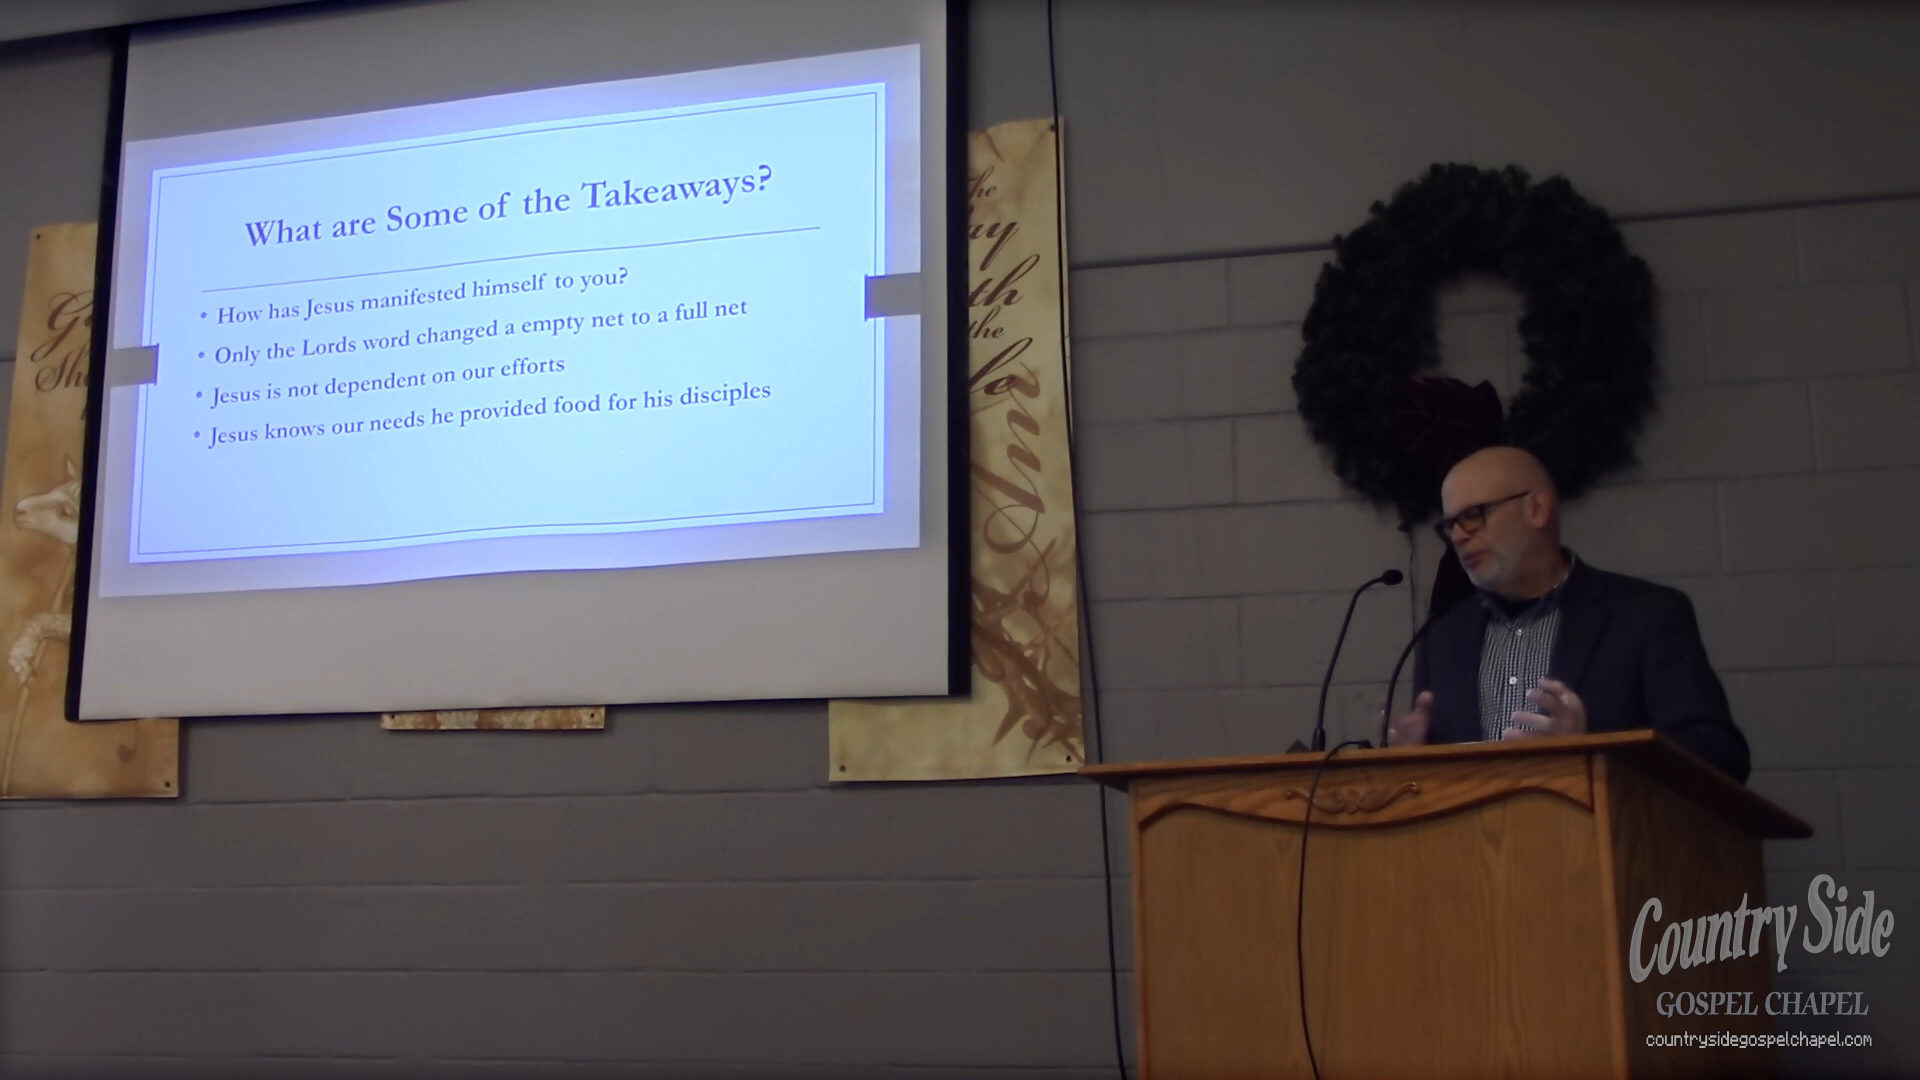 What are Some of the Takeaways?
• How has Jesus manifested himself to you?
• Only the Lords word changed a empty net to a full net
• Jesus is not dependent on our efforts
• Jesus knows our needs he provided food for his disciples
the
Country Side
GOSPEL CHAPEL
countrysidegospelchapel.com